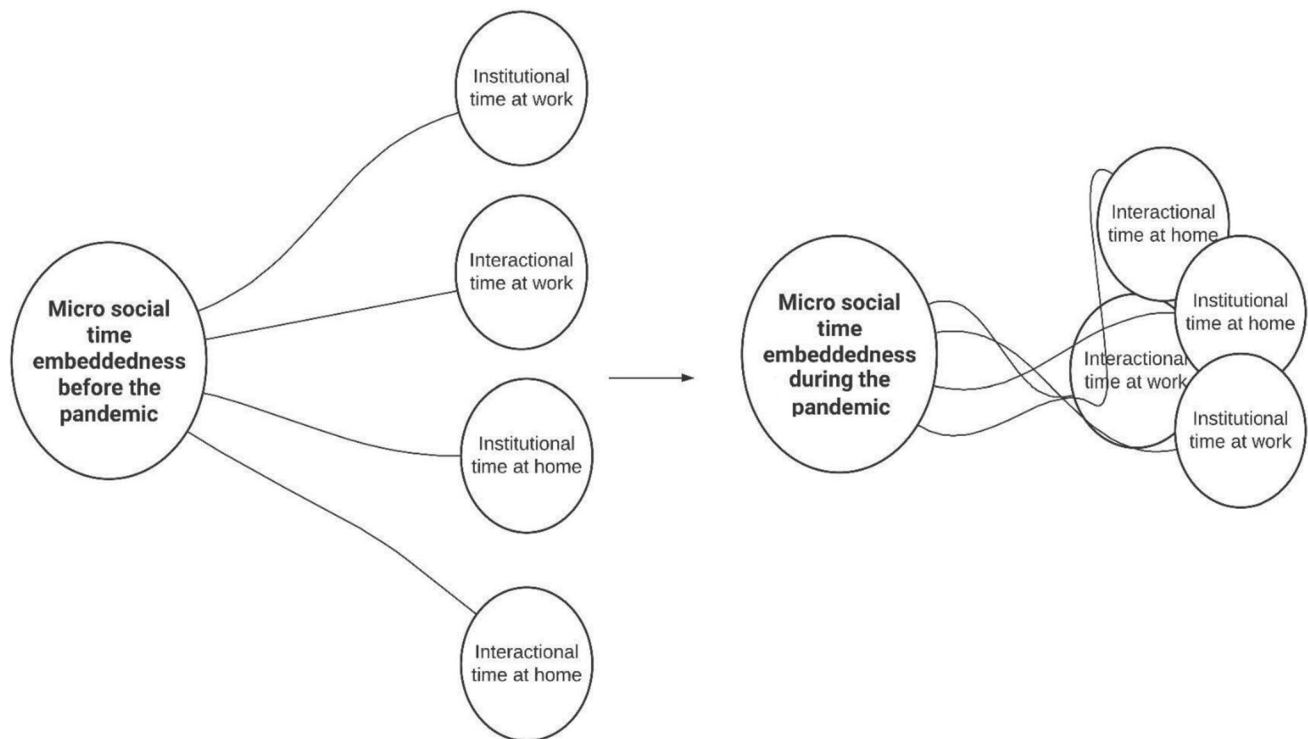 Institutional
time at work
Interactional
time at work
Micro social
time
embeddedness
before the
pandemic
Institutional
time at home
Interactional
time at home
Micro social
time
embeddedness
during the
pandemic
Interactional
time at home
Institutional
time at home
Interactional
time at work
Institutional
time at work